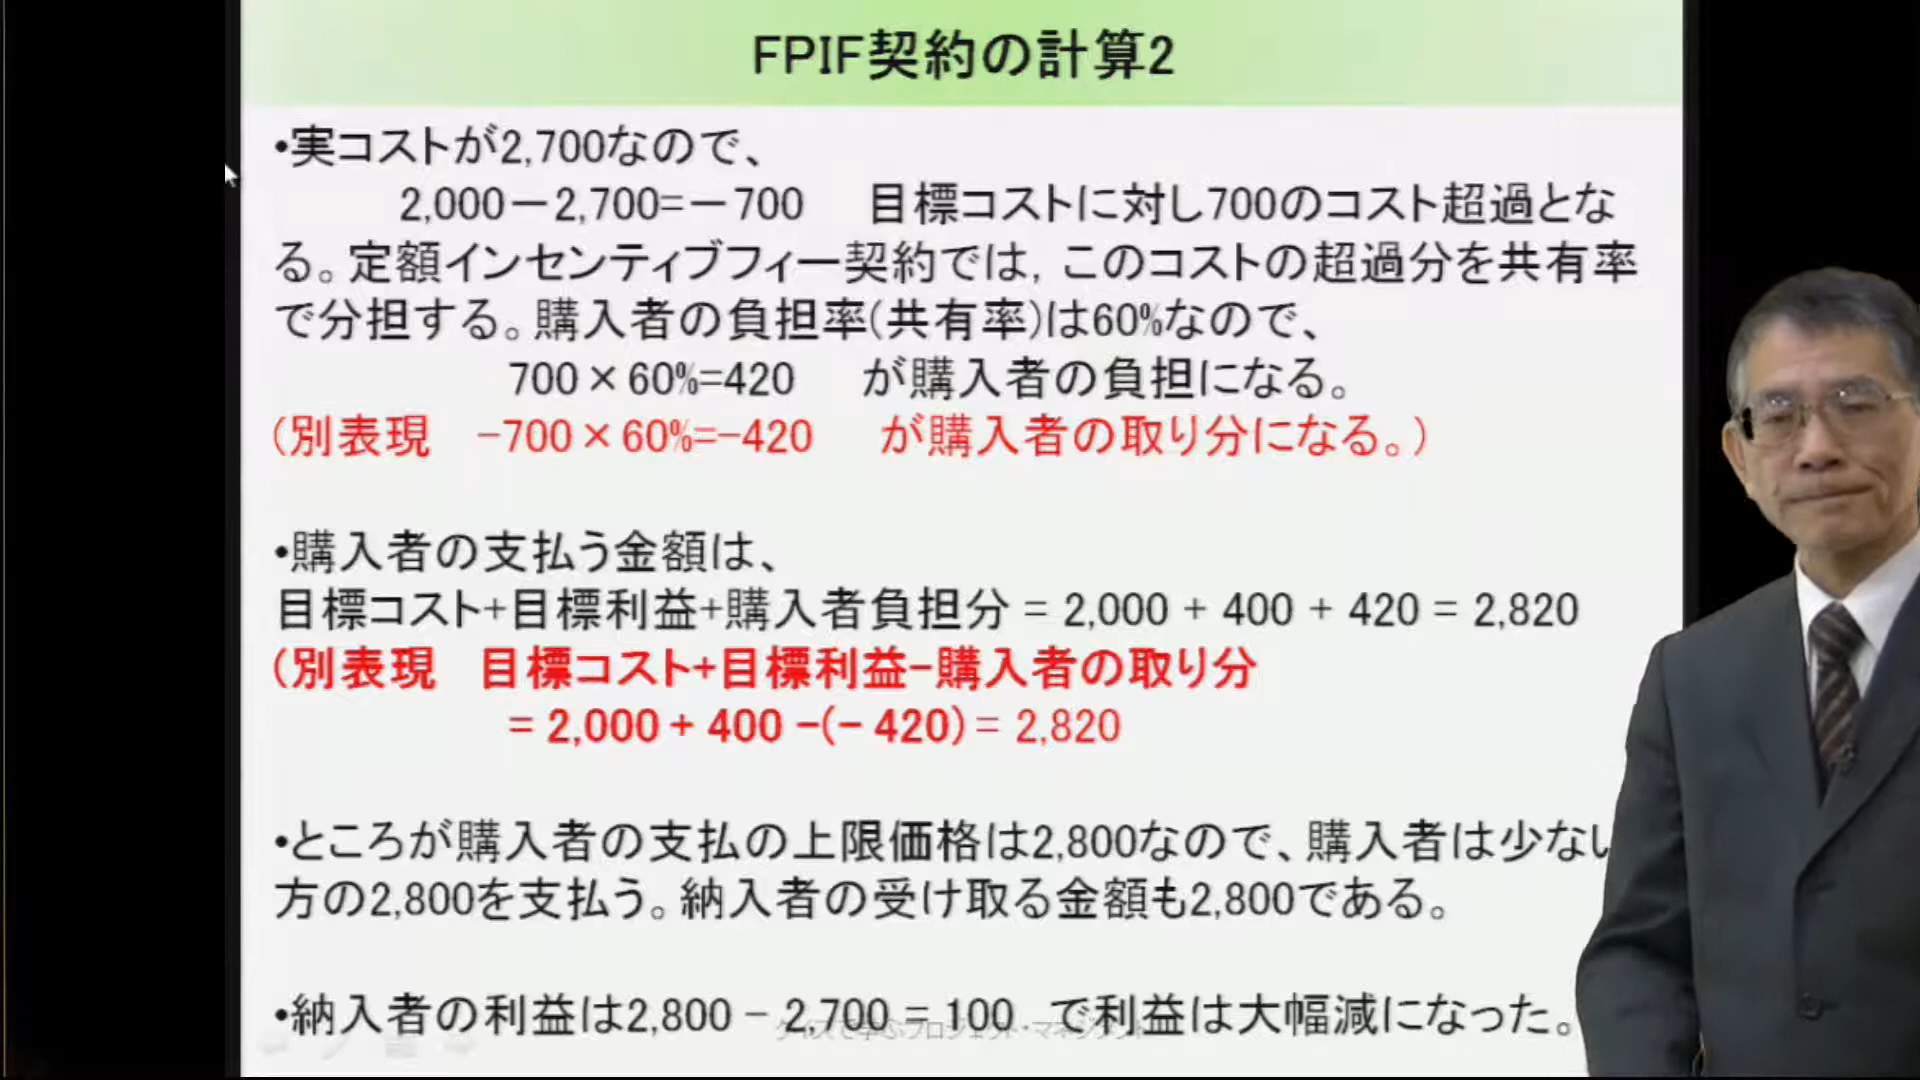 FPIF契約の計算2
•実コストが2,700なので、
2,000－2,700=－700 目標コストに対し700のコスト超過とな
る。定額インセンティブフィー契約では, このコストの超過分を共有率
で分担する。購入者の負担率(共有率)は60%なので、
700×60%=420 が購入者の負担になる。
(別表現 -700×60%=-420 が購入者の取り分になる。)
•購入者の支払う金額は、
目標コスト+目標利益+購入者負担分 = 2,000 + 400 + 420 = 2,820
(別表現 目標コスト+目標利益-購入者の取り分
= 2,000 + 400 -(- 420) = 2,820
•ところが購入者の支払の上限価格は2,800なので、購入者は少ない
方の2,800を支払う。納入者の受け取る金額も2,800である。
•納入者の利益は2,800 - 2,700 = 100 で利益は大幅減になった。